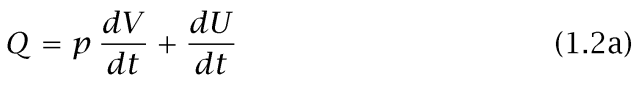 Q = p dV/dt + dU/dt (1.2a)